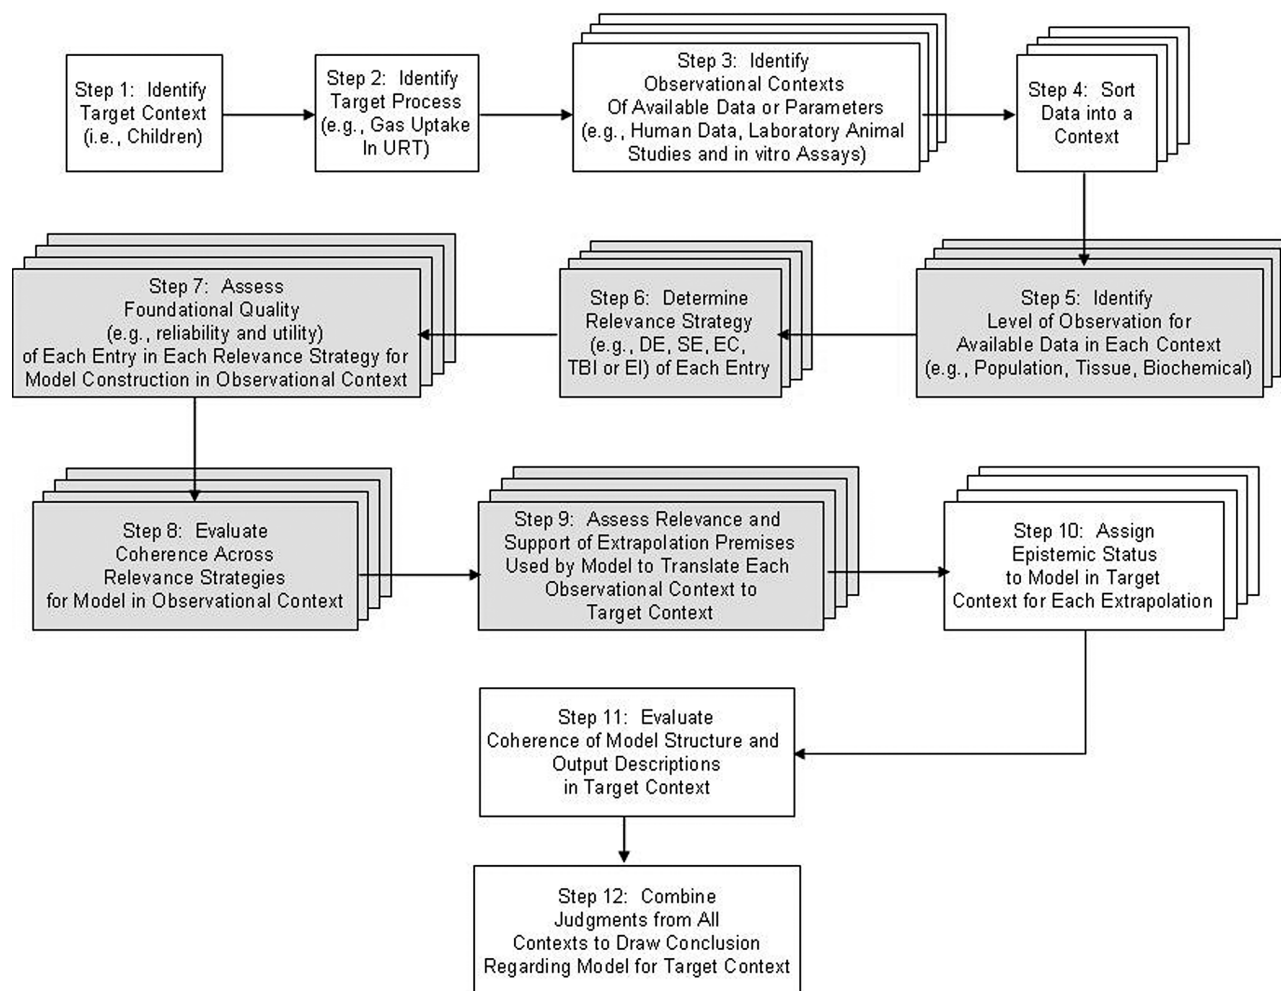 Step 1: Identify
Target Context
(i.e., Children)
Step 2: Identify
Target Process
(e.g., Gas Uptake
In URT)
Step 3: Identify
Observational Contexts
Of Available Data or Parameters
(e.g., Human Data, Laboratory Animal
Studies and in vitro Assays)
Step 4: Sort
Data into a
Context
Step 5: Identify
Level of Observation for
Available Data in Each Context
(e.g., Population, Tissue, Biochemical)
Step 6: Determine
Relevance Strategy
(e.g., DE, SE, EC,
TBI or EI) of Each Entry
Step 7: Assess
Foundational Quality
(e.g., reliability and utility)
of Each Entry in Each Relevance Strategy for
Model Construction in Observational Context
Step 8: Evaluate
Coherence Across
Relevance Strategies
for Model in Observational Context
Step 9: Assess Relevance and
Support of Extrapolation Premises
Used by Model to Translate Each
Observational Context to
Target Context
Step 10: Assign
Epistemic Status
to Model in Target
Context for Each Extrapolation
Step 11: Evaluate
Coherence of Model Structure and
Output Descriptions
in Target Context
Step 12: Combine
Judgments from All
Contexts to Draw Conclusion
Regarding Model for Target Context